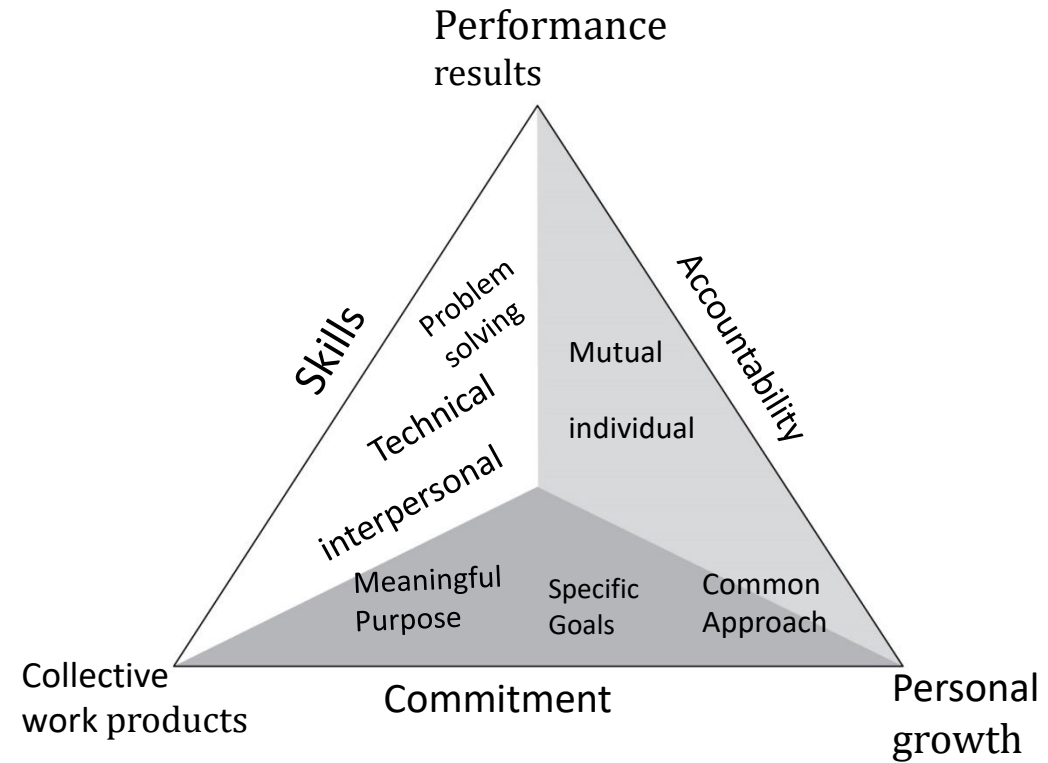 Performance
results
Skills
Accountability
Problem
solving
Technical
interpersonal
Mutual
individual
Meaningful
Purpose
Specific
Goals
Common
Approach
Collective
work products
Commitment
Personal
growth